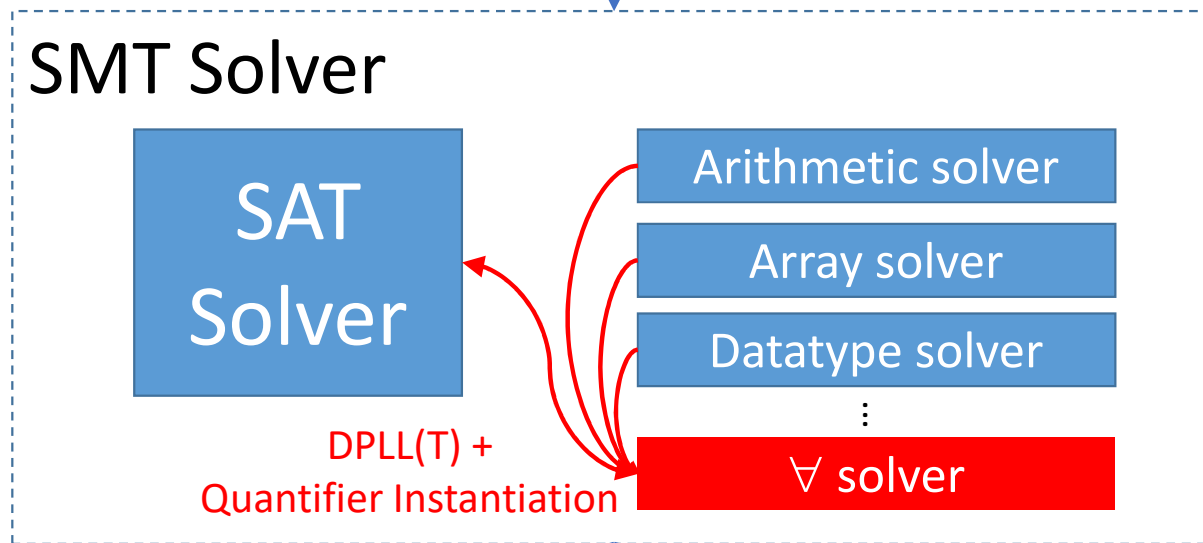 SMT Solver
SAT
Solver
Arithmetic solver
Array solver
Datatype solver
⋮
∀ solver
DPLL(T) +
Quantifier Instantiation